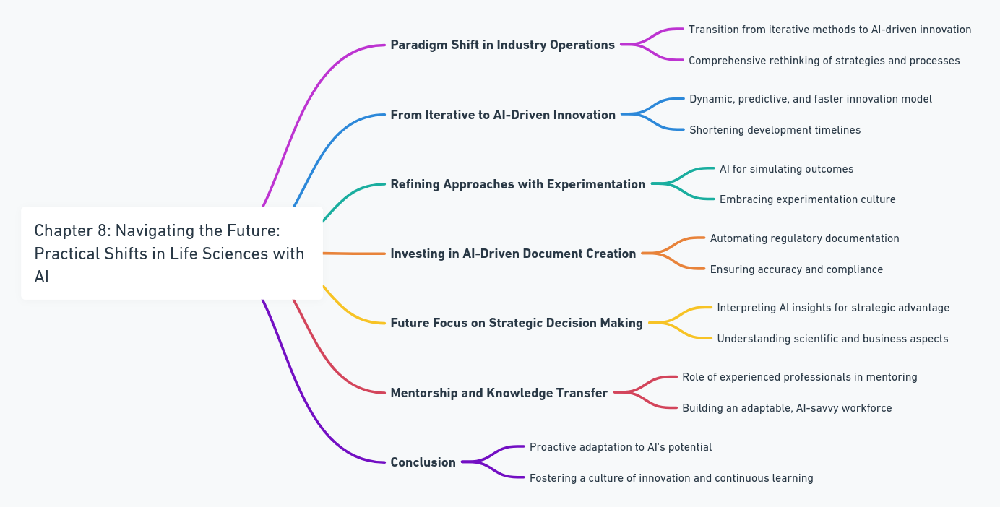 Chapter 8: Navigating the Future:
Practical Shifts in Life Sciences with
AI
Paradigm Shift in Industry Operations
Transition from iterative methods to AI-driven innovation
Comprehensive rethinking of strategies and processes
From Iterative to AI-Driven Innovation
Dynamic, predictive, and faster innovation model
Shortening development timelines
Refining Approaches with Experimentation
AI for simulating outcomes
Embracing experimentation culture
Investing in AI-Driven Document Creation
Automating regulatory documentation
Ensuring accuracy and compliance
Future Focus on Strategic Decision Making
Interpreting AI insights for strategic advantage
Understanding scientific and business aspects
Mentorship and Knowledge Transfer
Role of experienced professionals in mentoring
Building an adaptable, AI-savvy workforce
Conclusion
Proactive adaptation to AI's potential
Fostering a culture of innovation and continuous learning